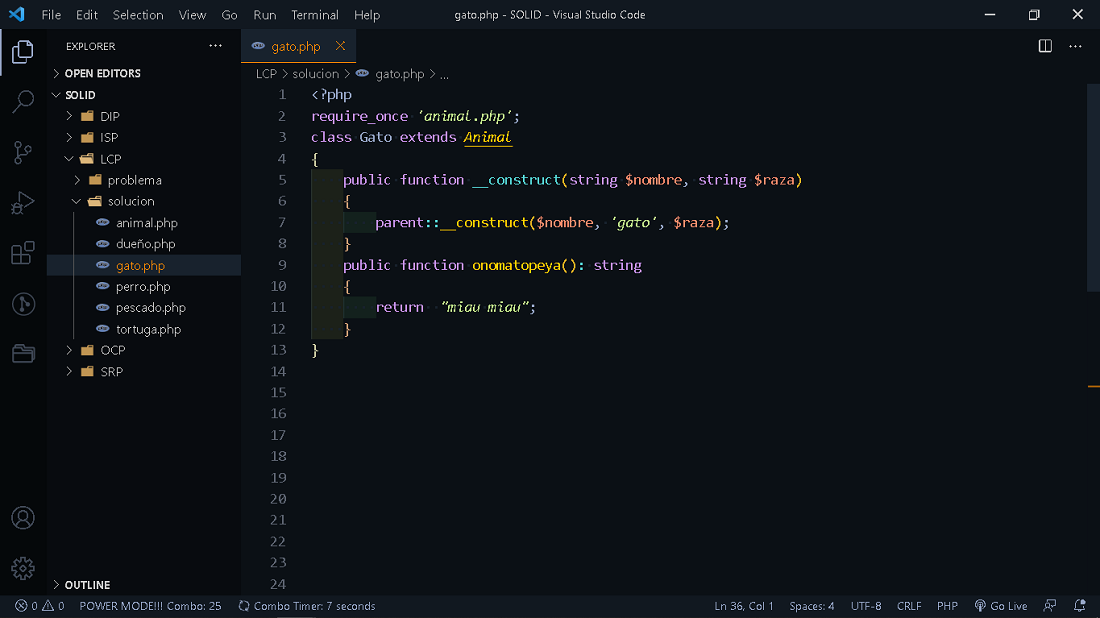 File Edit Selection View Go Run Terminal Help gato.php - SOLID - Visual Studio Code
EXPLORER
OPEN EDITORS
SOLID
DIP
ISP
LCP
problema
solucion
animal.php
dueño.php
gato.php
perro.php
pescado.php
tortuga.php
OCP
SRP
OUTLINE
gato.php
LCP > solucion > gato.php > ...
1 <?php
2 require_once 'animal.php';
3 class Gato extends Animal
4 {
5 public function __construct(string $nombre, string $raza)
6 {
7 parent::__construct($nombre, 'gato', $raza);
8 }
9 public function onomatopeya(): string
10 {
11 return "miau miau";
12 }
13 }
14
15
16
17
18
19
20
21
22
23
24
0 0 POWER MODE!!! Combo: 25 Combo Timer: 7 seconds Ln 36, Col 1 Spaces: 4 UTF-8 CRLF PHP Go Live